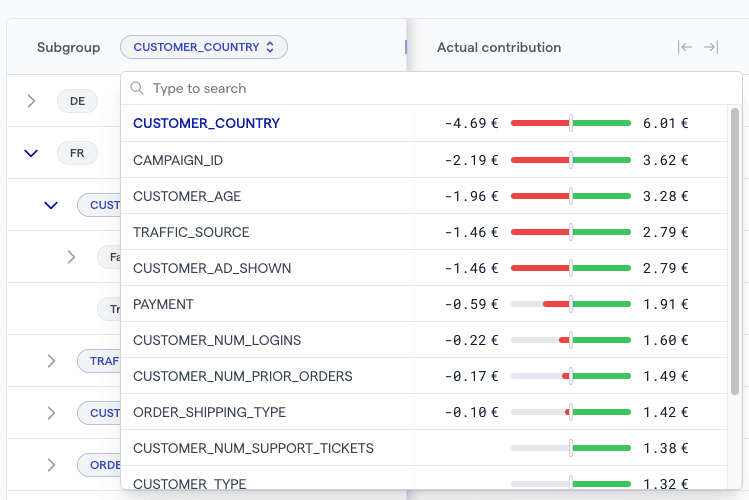 Subgroup CUSTOMER_COUNTRY Actual contribution
Type to search
DE
CUSTOMER_COUNTRY -4.69 € 6.01 €
FR
CAMPAIGN_ID -2.19 € 3.62 €
CUST
CUSTOMER_AGE -1.96 € 3.28 €
TRAFFIC_SOURCE -1.46 € 2.79 €
Fa
CUSTOMER_AD_SHOWN -1.46 € 2.79 €
Tr
PAYMENT -0.59 € 1.91 €
CUSTOMER_NUM_LOGINS -0.22 € 1.60 €
TRAF
CUSTOMER_NUM_PRIOR_ORDERS -0.17 € 1.49 €
CUST
ORDER_SHIPPING_TYPE -0.10 € 1.42 €
CUSTOMER_NUM_SUPPORT_TICKETS 1.38 €
ORDE
CUSTOMER_TYPE 1.32 €